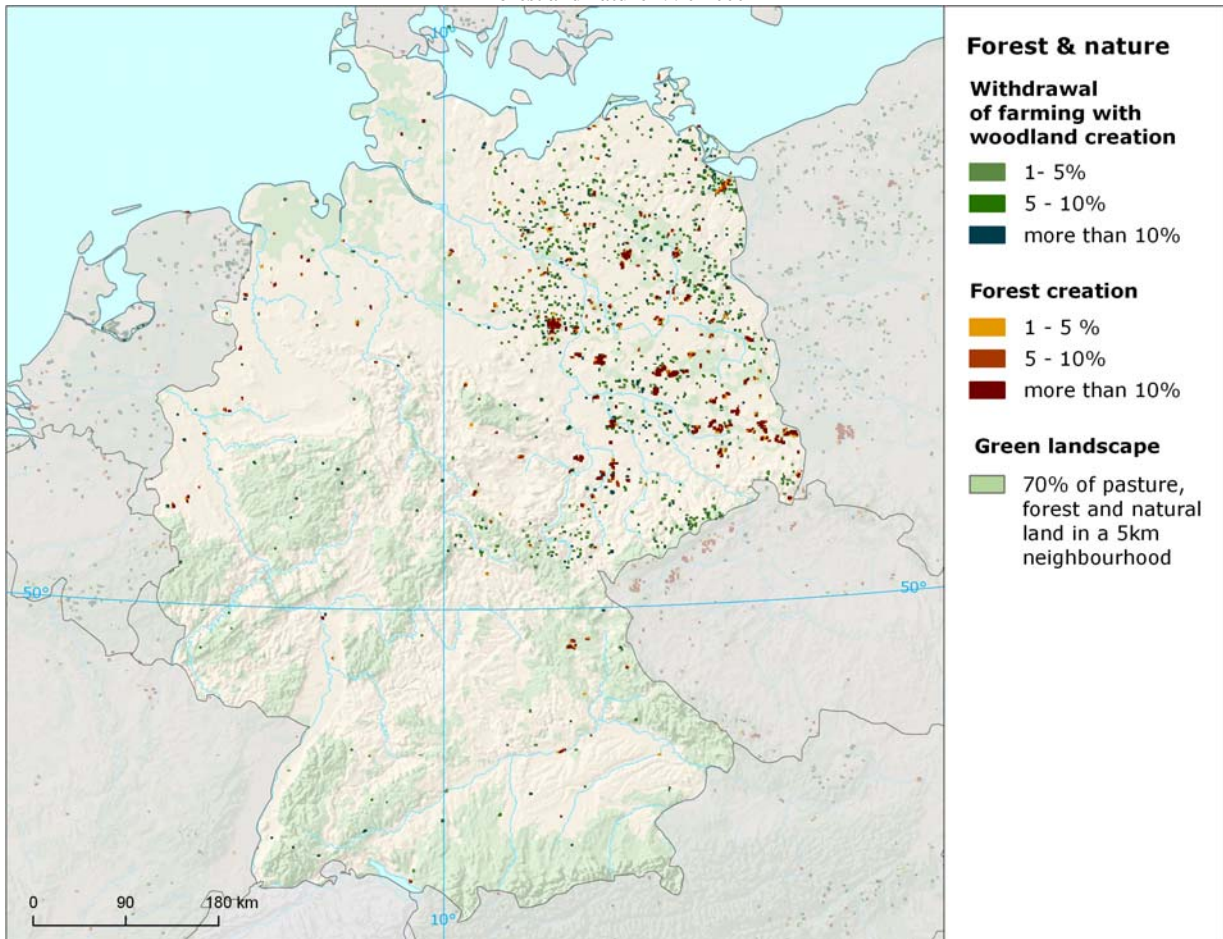 10°
50°
50°
10°
0 90 180 km
Forest & nature
Withdrawal
of farming with
woodland creation
1- 5%
5 - 10%
more than 10%
Forest creation
1 - 5 %
5 - 10%
more than 10%
Green landscape
70% of pasture,
forest and natural
land in a 5km
neighbourhood